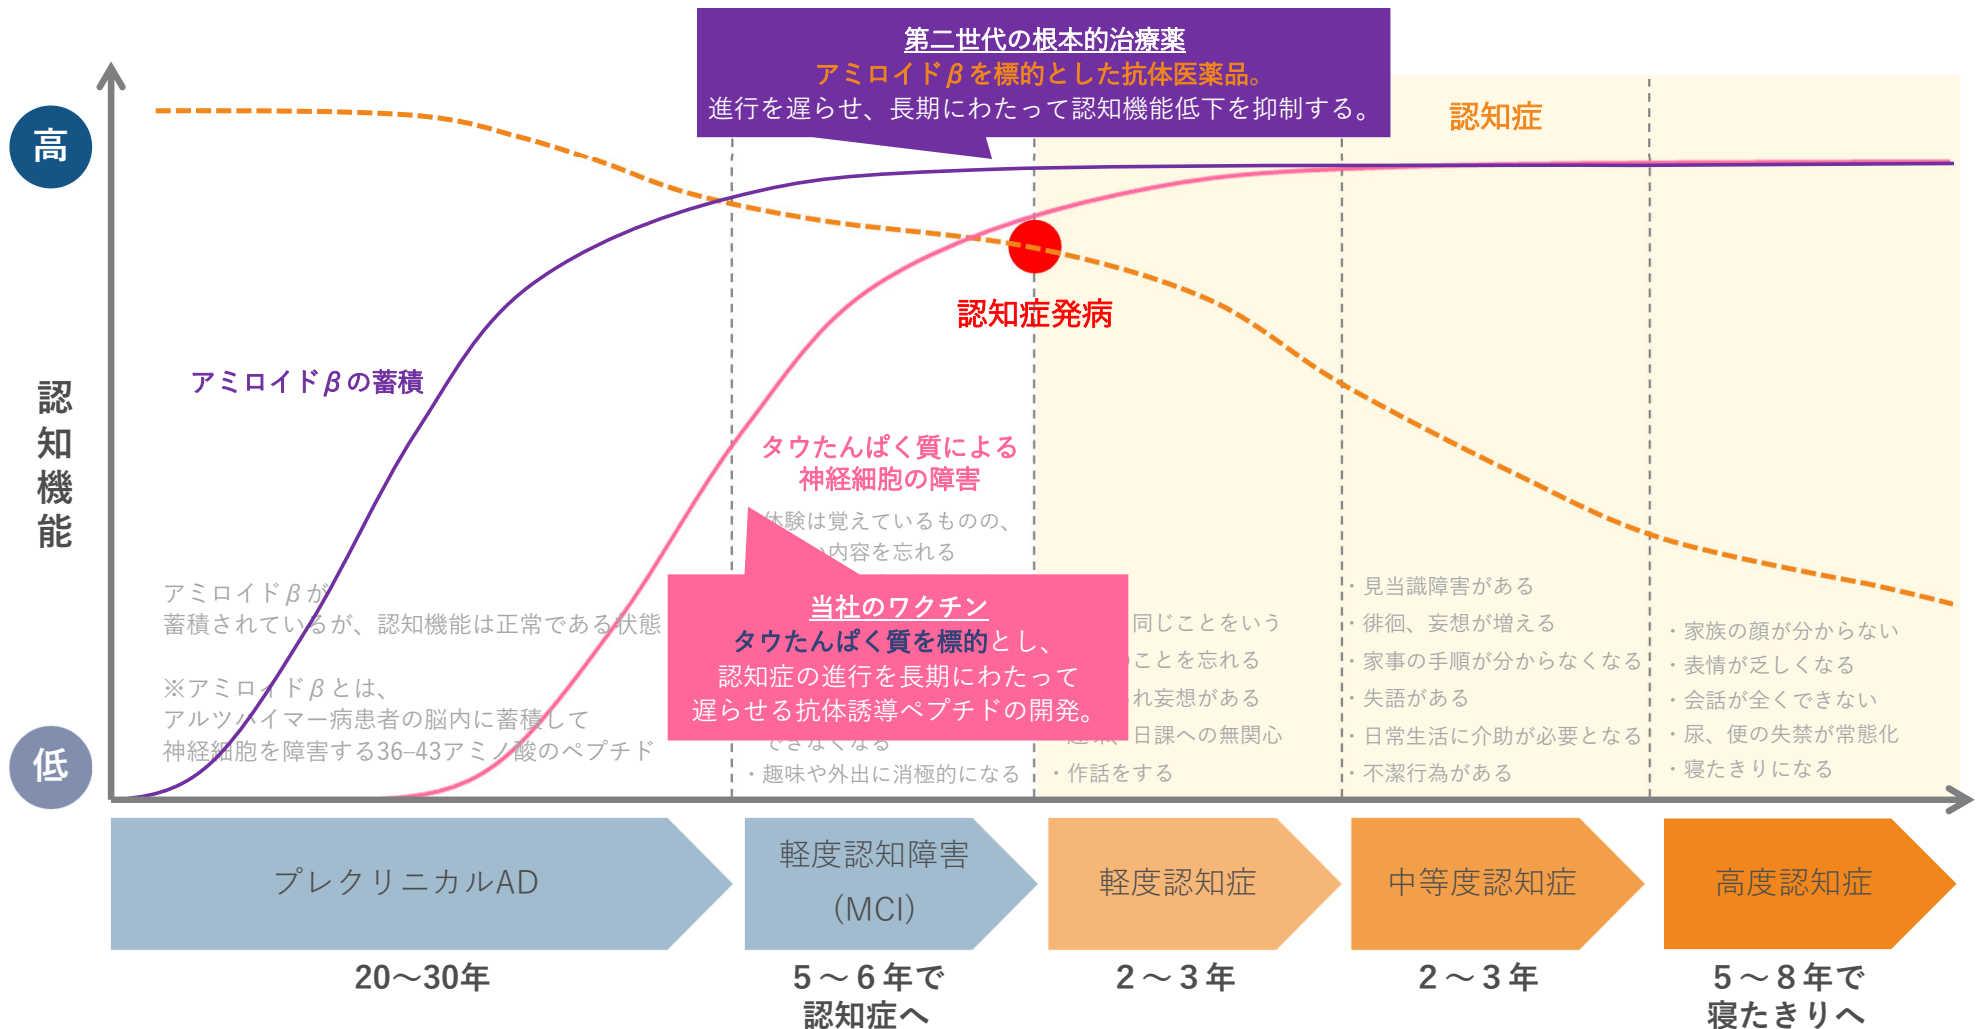 第二世代の根本的治療薬
アミロイドβを標的とした抗体医薬品。
進行を遅らせ、長期にわたって認知機能低下を抑制する。
認知症
高
認知機能
低
認知症発病
アミロイドβの蓄積
タウたんぱく質による
神経細胞の障害
体験は覚えているものの、
内容を忘れる
アミロイドβが
蓄積されているが、認知機能は正常である状態
※アミロイドβとは、
アルツハイマー病患者の脳内に蓄積して
神経細胞を障害する36–43アミノ酸のペプチド
当社のワクチン
タウたんぱく質を標的とし、
認知症の進行を長期にわたって
遅らせる抗体誘導ペプチドの開発。
できなくなる
・趣味や外出に消極的になる
同じことをいう
ことを忘れる
れ妄想がある
、日課への無関心
・作話をする
・見当識障害がある
・徘徊、妄想が増える
・家事の手順が分からなくなる
・失語がある
・日常生活に介助が必要となる
・不潔行為がある
・家族の顔が分からない
・表情が乏しくなる
・会話が全くできない
・尿、便の失禁が常態化
・寝たきりになる
プレクリニカルAD
軽度認知障害
(MCI)
軽度認知症
中等度認知症
高度認知症
20～30年
5～6年で
認知症へ
2～3年
2～3年
5～8年で
寝たきりへ